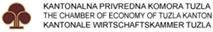 KANTONALNA PRIVREDNA KOMORA TUZLA
THE CHAMBER OF ECONOMY OF TUZLA KANTON
KANTONALE WIRTSCHAFTSKAMMER TUZLA